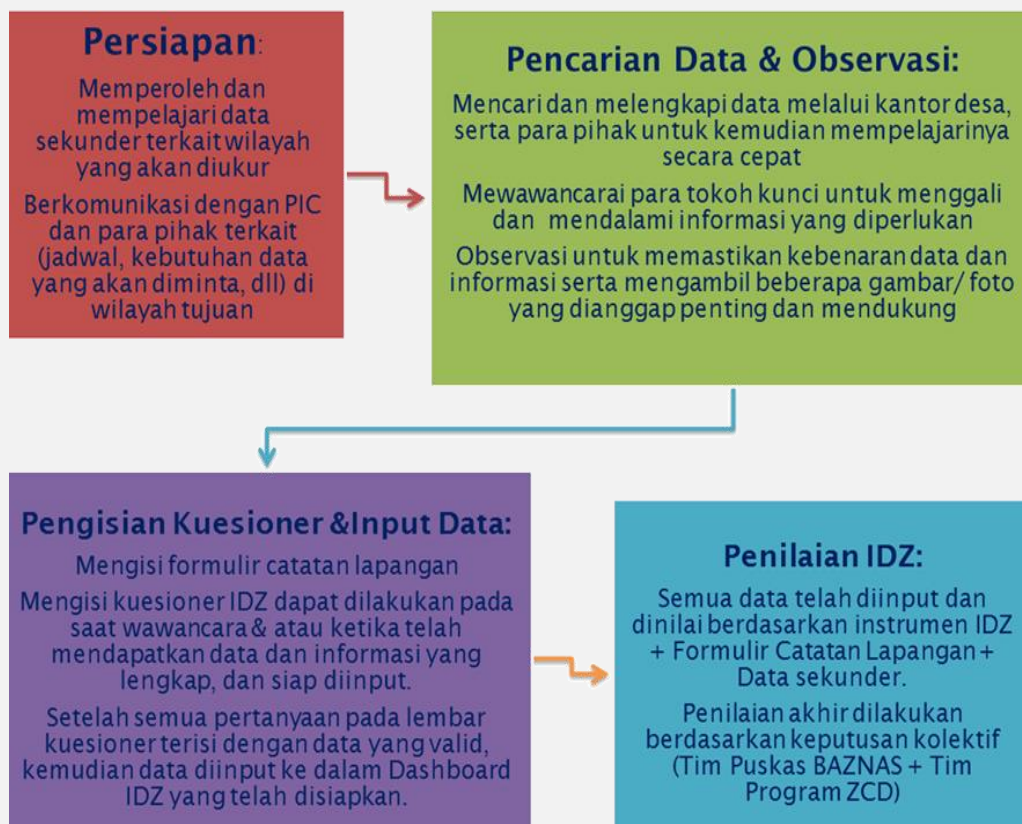 Persiapan:
Memperoleh dan
mempelajari data
sekunder terkait wilayah
yang akan diukur
Berkomunikasi dengan PIC
dan para pihak terkait
(jadwal, kebutuhan data
yang akan diminta, dll) di
wilayah tujuan
Pencarian Data & Observasi:
Mencari dan melengkapi data melalui kantor desa,
serta para pihak untuk kemudian mempelajarinya
secara cepat
Mewawancarai para tokoh kunci untuk menggali
dan mendalami informasi yang diperlukan
Observasi untuk memastikan kebenaran data dan
informasi serta mengambil beberapa gambar/ foto
yang dianggap penting dan mendukung
Pengisian Kuesioner &Input Data:
Mengisi formulir catatan lapangan
Mengisi kuesioner IDZ dapat dilakukan pada
saat wawancara & atau ketika telah
mendapatkan data dan informasi yang
lengkap, dan siap diinput.
Setelah semua pertanyaan pada lembar
kuesioner terisi dengan data yang valid,
kemudian data diinput ke dalam Dashboard
IDZ yang telah disiapkan.
Penilaian IDZ:
Semua data telah diinput dan
dinilai berdasarkan instrumen IDZ
+ Formulir Catatan Lapangan +
Data sekunder.
Penilaian akhir dilakukan
berdasarkan keputusan kolektif
(Tim Puskas BAZNAS + Tim
Program ZCD)